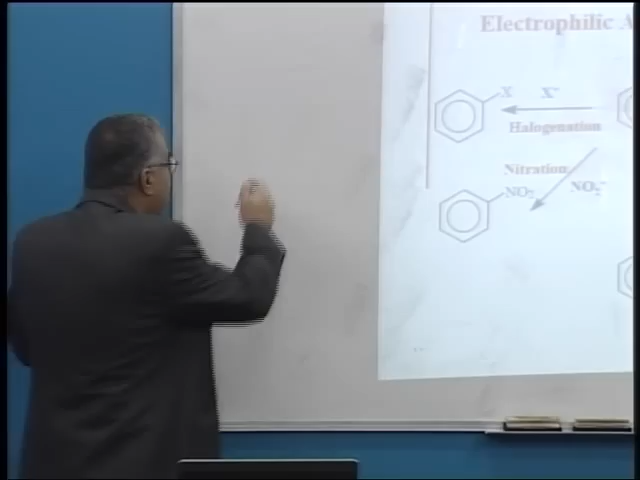 Electrophilic A
X X⁺
Halogenation
Nitration
NO₂ NO₂⁺